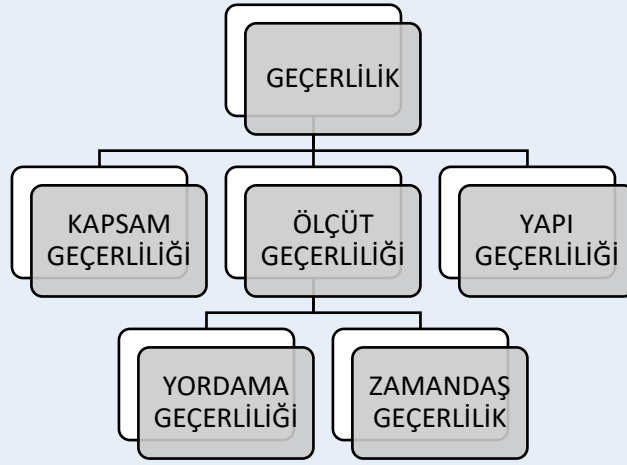 GEÇERLİLİK
KAPSAM
GEÇERLİLİĞİ
ÖLÇÜT
GEÇERLİLİĞİ
YAPI
GEÇERLİLİĞİ
YORDAMA
GEÇERLİLİĞİ
ZAMANDAŞ
GEÇERLİLİK